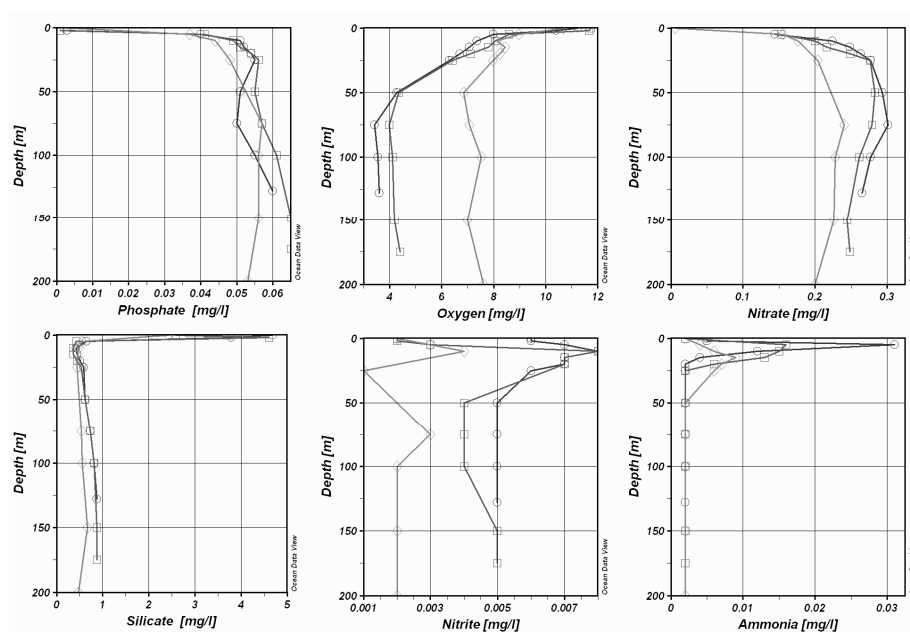 0
50
100
150
200
Depth [m]
0 0.01 0.02 0.03 0.04 0.05 0.06
Phosphate [mg/l]
Ocean Data View
0
50
100
150
200
Depth [m]
4 6 8 10 12
Oxygen [mg/l]
Ocean Data View
0
50
100
150
200
Depth [m]
0 0.1 0.2 0.3
Nitrate [mg/l]
0
50
100
150
200
Depth [m]
0 1 2 3 4 5
Silicate [mg/l]
Ocean Data View
0
50
100
150
200
Depth [m]
0.001 0.003 0.005 0.007
Nitrite [mg/l]
Ocean Data View
0
50
100
150
200
Depth [m]
0 0.01 0.02 0.03
Ammonia [mg/l]